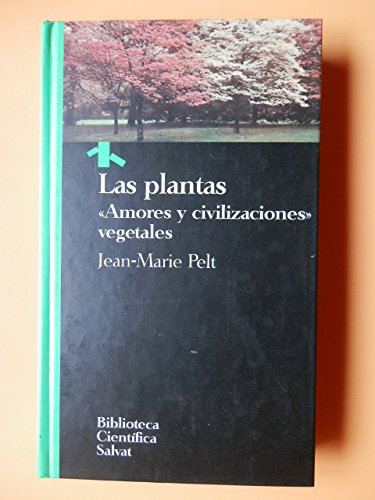 Las plantas
«Amores y civilizaciones»
vegetales
Jean-Marie Pelt
Biblioteca
Científica
Salvat